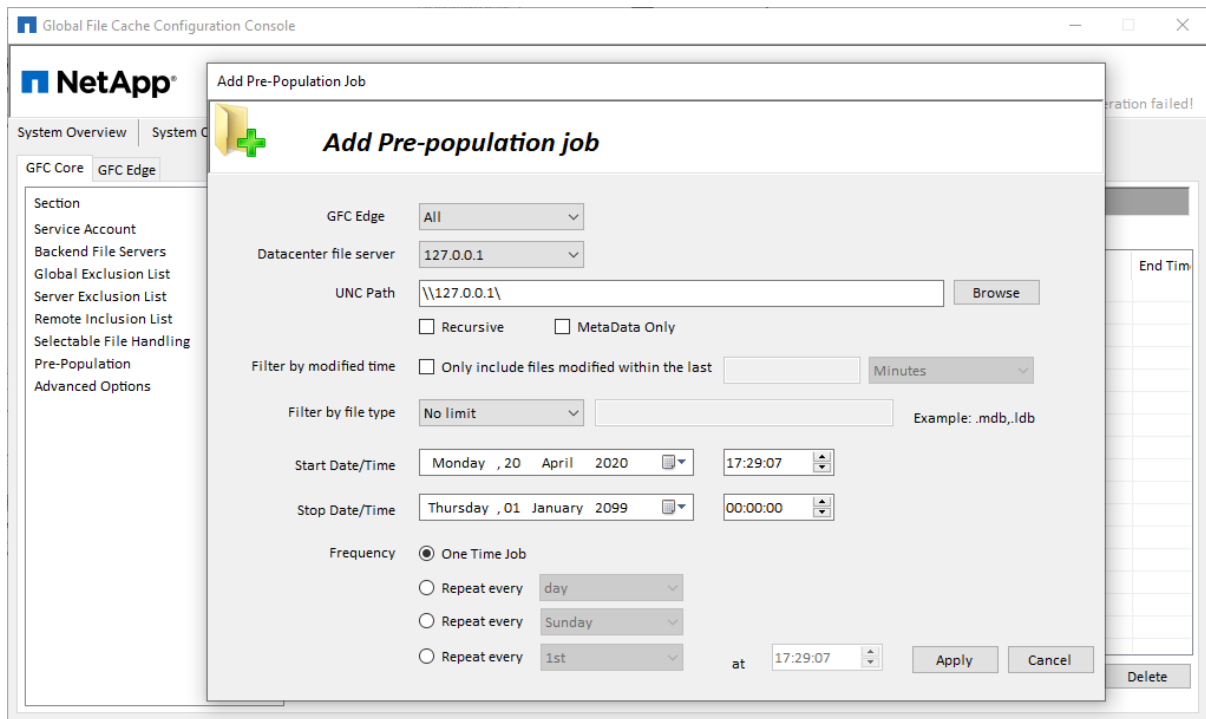 Global File Cache Configuration Console
NetApp®
Add Pre-Population Job
eration failed!
System Overview System C
Add Pre-population job
GFC Core GFC Edge
Section
Service Account
Backend File Servers
Global Exclusion List
Server Exclusion List
Remote Inclusion List
Selectable File Handling
Pre-Population
Advanced Options
GFC Edge All
Datacenter file server 127.0.0.1
UNC Path \\127.0.0.1\ Browse
Recursive MetaData Only
Filter by modified time Only include files modified within the last Minutes
Filter by file type No limit Example: .mdb,.ldb
Start Date/Time Monday , 20 April 2020 17:29:07
Stop Date/Time Thursday , 01 January 2099 00:00:00
Frequency One Time Job
Repeat every day
Repeat every Sunday
Repeat every 1st at 17:29:07 Apply Cancel
End Tim
Delete